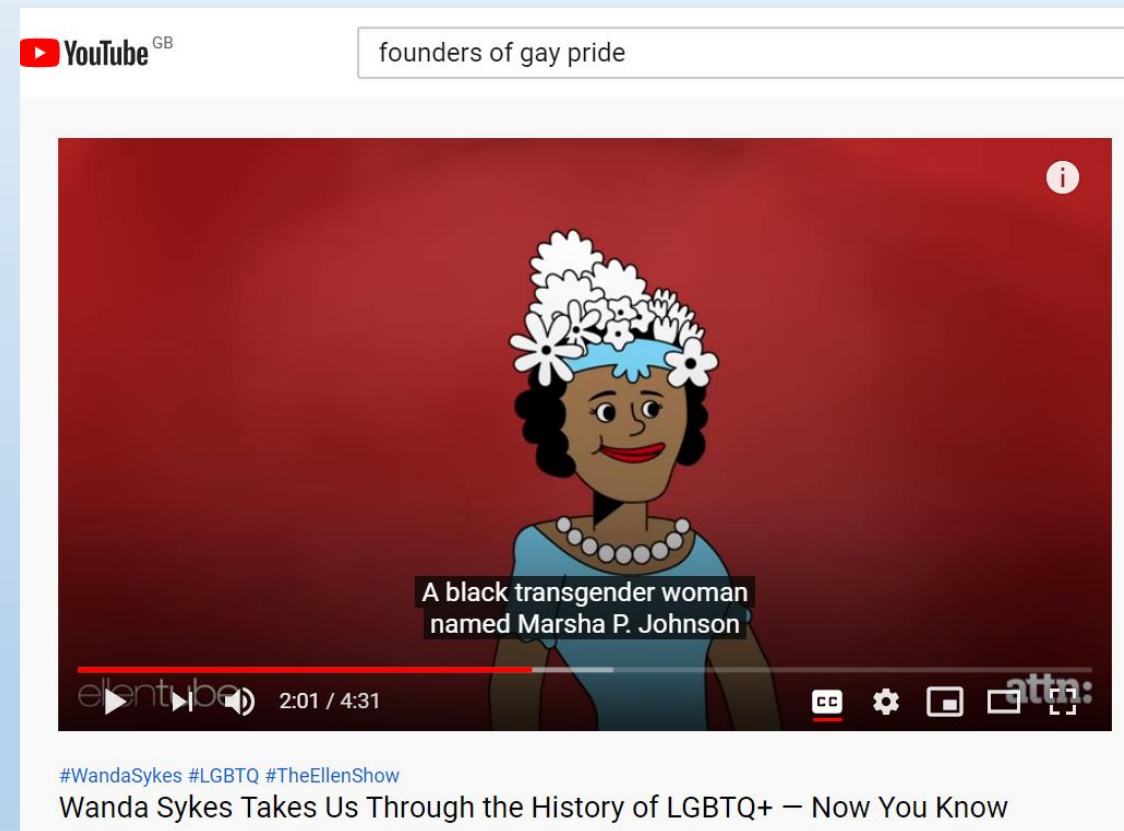 YouTube GB
founders of gay pride
i
A black transgender woman
named Marsha P. Johnson
ellentube
2:01 / 4:31
CC
attn:
#WandaSykes #LGBTQ #TheEllenShow
Wanda Sykes Takes Us Through the History of LGBTQ+ — Now You Know